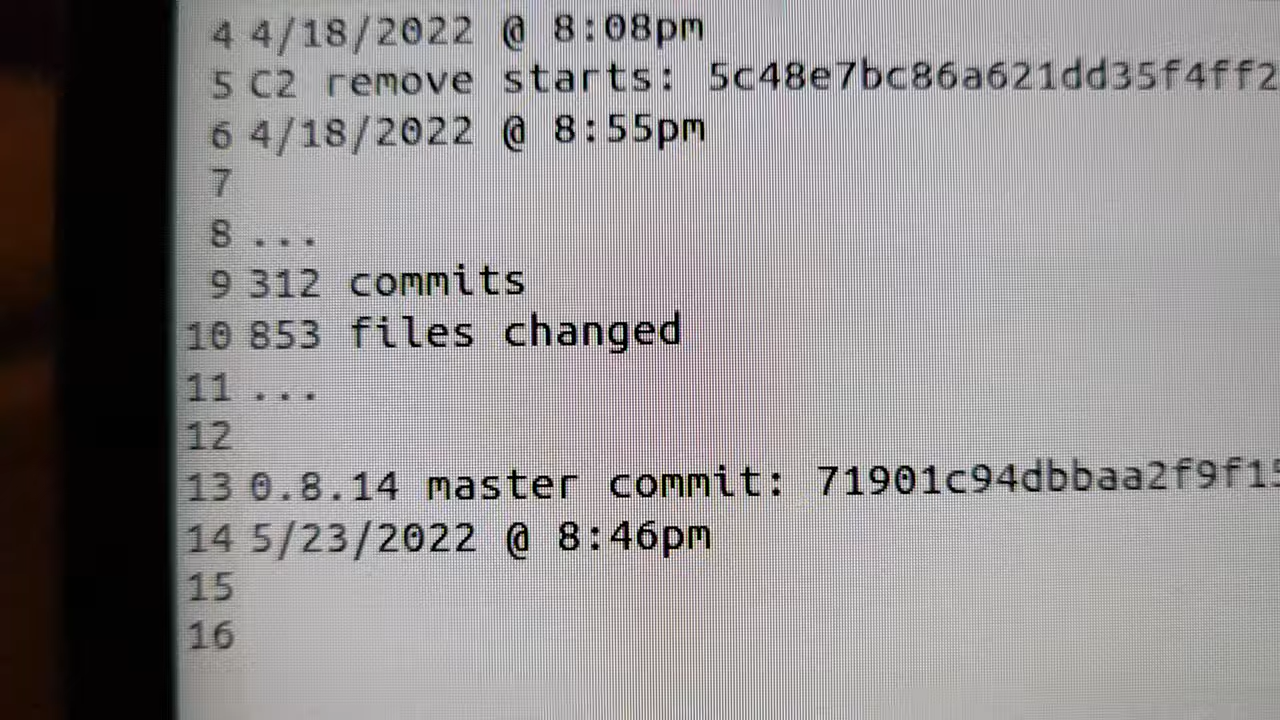 4 4/18/2022 @ 8:08pm
5 C2 remove starts: 5c48e7bc86a621dd35f4ff2
6 4/18/2022 @ 8:55pm
7
8 ...
9 312 commits
10 853 files changed
11 ...
12
13 0.8.14 master commit: 71901c94dbbaa2f9f15
14 5/23/2022 @ 8:46pm
15
16